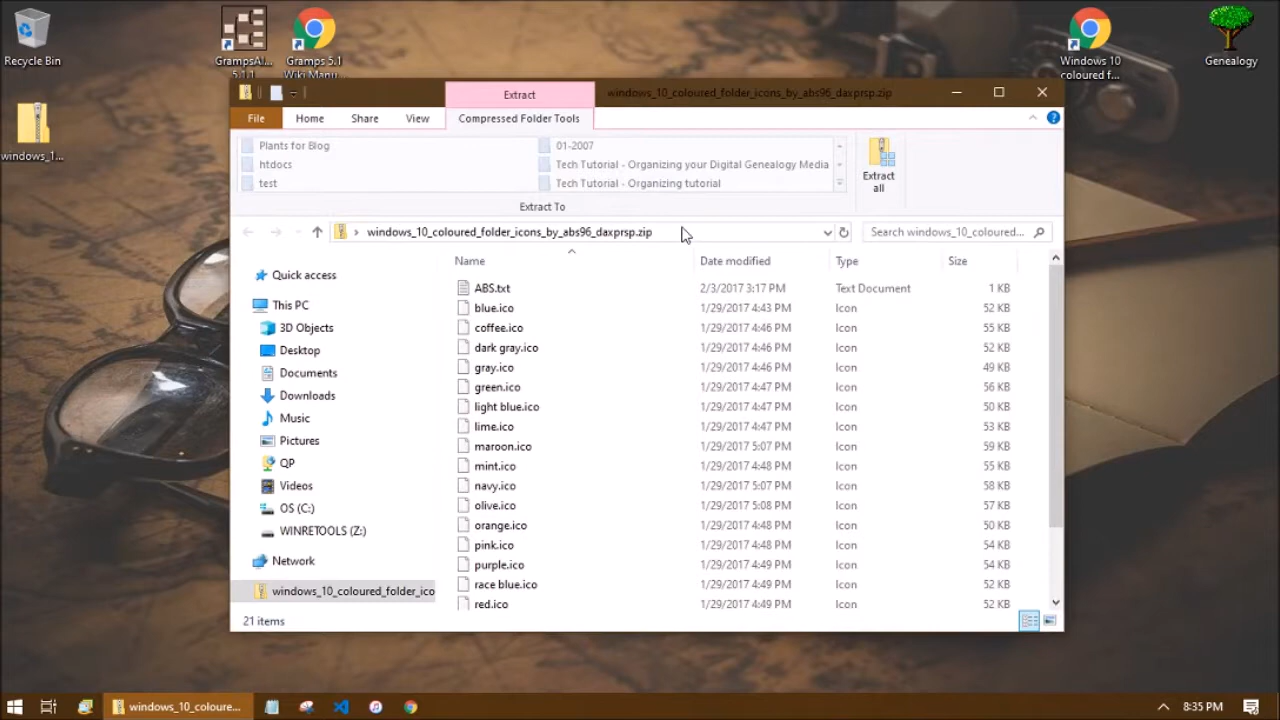 Recycle Bin
GrampsAI...
5.1.1
Gramps 5.1
Wiki Manu...
Windows 10
coloured f...
Genealogy
windows_1...
Extract
windows_10_coloured_folder_icons_by_abs96_daxprsp.zip
File
Home
Share
View
Compressed Folder Tools
Plants for Blog
01-2007
htdocs
Tech Tutorial - Organizing your Digital Genealogy Media
test
Tech Tutorial - Organizing tutorial
Extract
all
Extract To
windows_10_coloured_folder_icons_by_abs96_daxprsp.zip
Search windows_10_coloured...
Name
Date modified
Type
Size
Quick access
This PC
3D Objects
Desktop
Documents
Downloads
Music
Pictures
QP
Videos
OS (C:)
WINRETOOLS (Z:)
Network
windows_10_coloured_folder_ico
ABS.txt 2/3/2017 3:17 PM Text Document 1 KB
blue.ico 1/29/2017 4:43 PM Icon 52 KB
coffee.ico 1/29/2017 4:46 PM Icon 55 KB
dark gray.ico 1/29/2017 4:46 PM Icon 52 KB
gray.ico 1/29/2017 4:46 PM Icon 49 KB
green.ico 1/29/2017 4:47 PM Icon 56 KB
light blue.ico 1/29/2017 4:47 PM Icon 50 KB
lime.ico 1/29/2017 4:47 PM Icon 53 KB
maroon.ico 1/29/2017 5:07 PM Icon 59 KB
mint.ico 1/29/2017 4:48 PM Icon 55 KB
navy.ico 1/29/2017 5:07 PM Icon 58 KB
olive.ico 1/29/2017 5:08 PM Icon 57 KB
orange.ico 1/29/2017 4:48 PM Icon 50 KB
pink.ico 1/29/2017 4:48 PM Icon 54 KB
purple.ico 1/29/2017 4:49 PM Icon 54 KB
race blue.ico 1/29/2017 4:49 PM Icon 52 KB
red.ico 1/29/2017 4:49 PM Icon 52 KB
21 items
windows_10_coloure...
8:35 PM